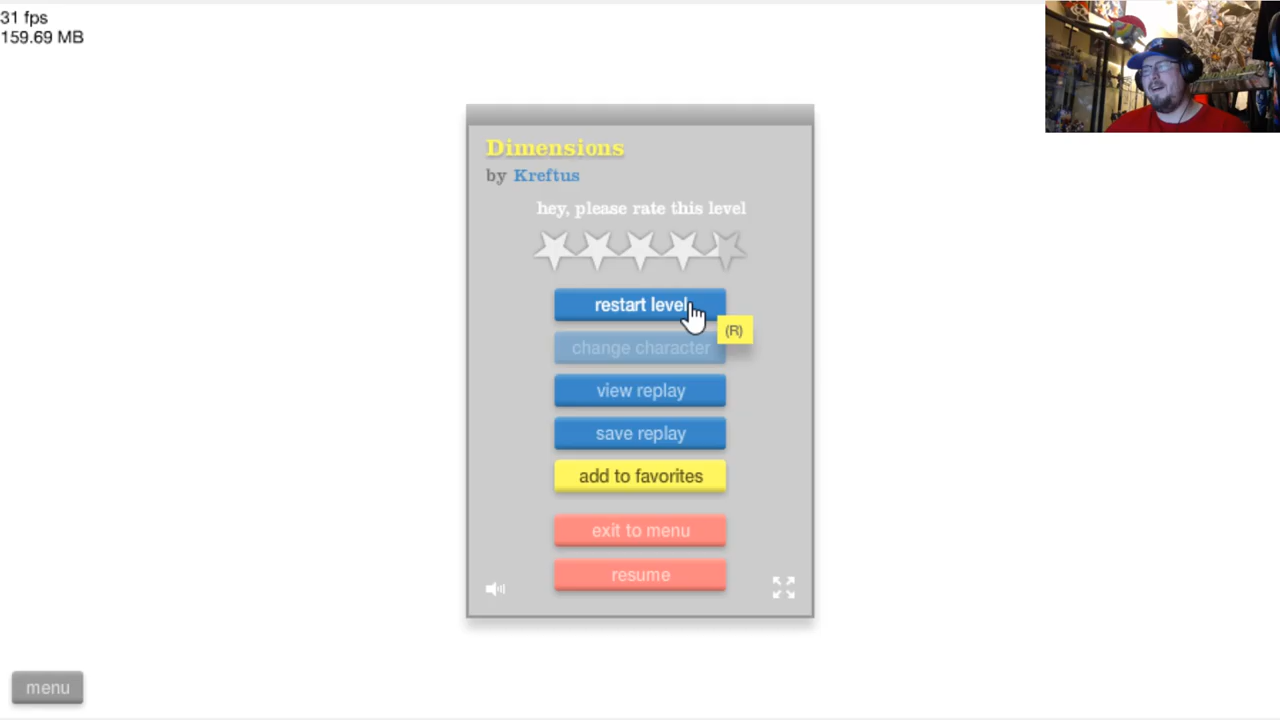 31 fps
159.69 MB
Dimensions
by Kreftus
hey, please rate this level
restart level
(R)
change character
view replay
save replay
add to favorites
exit to menu
resume
menu